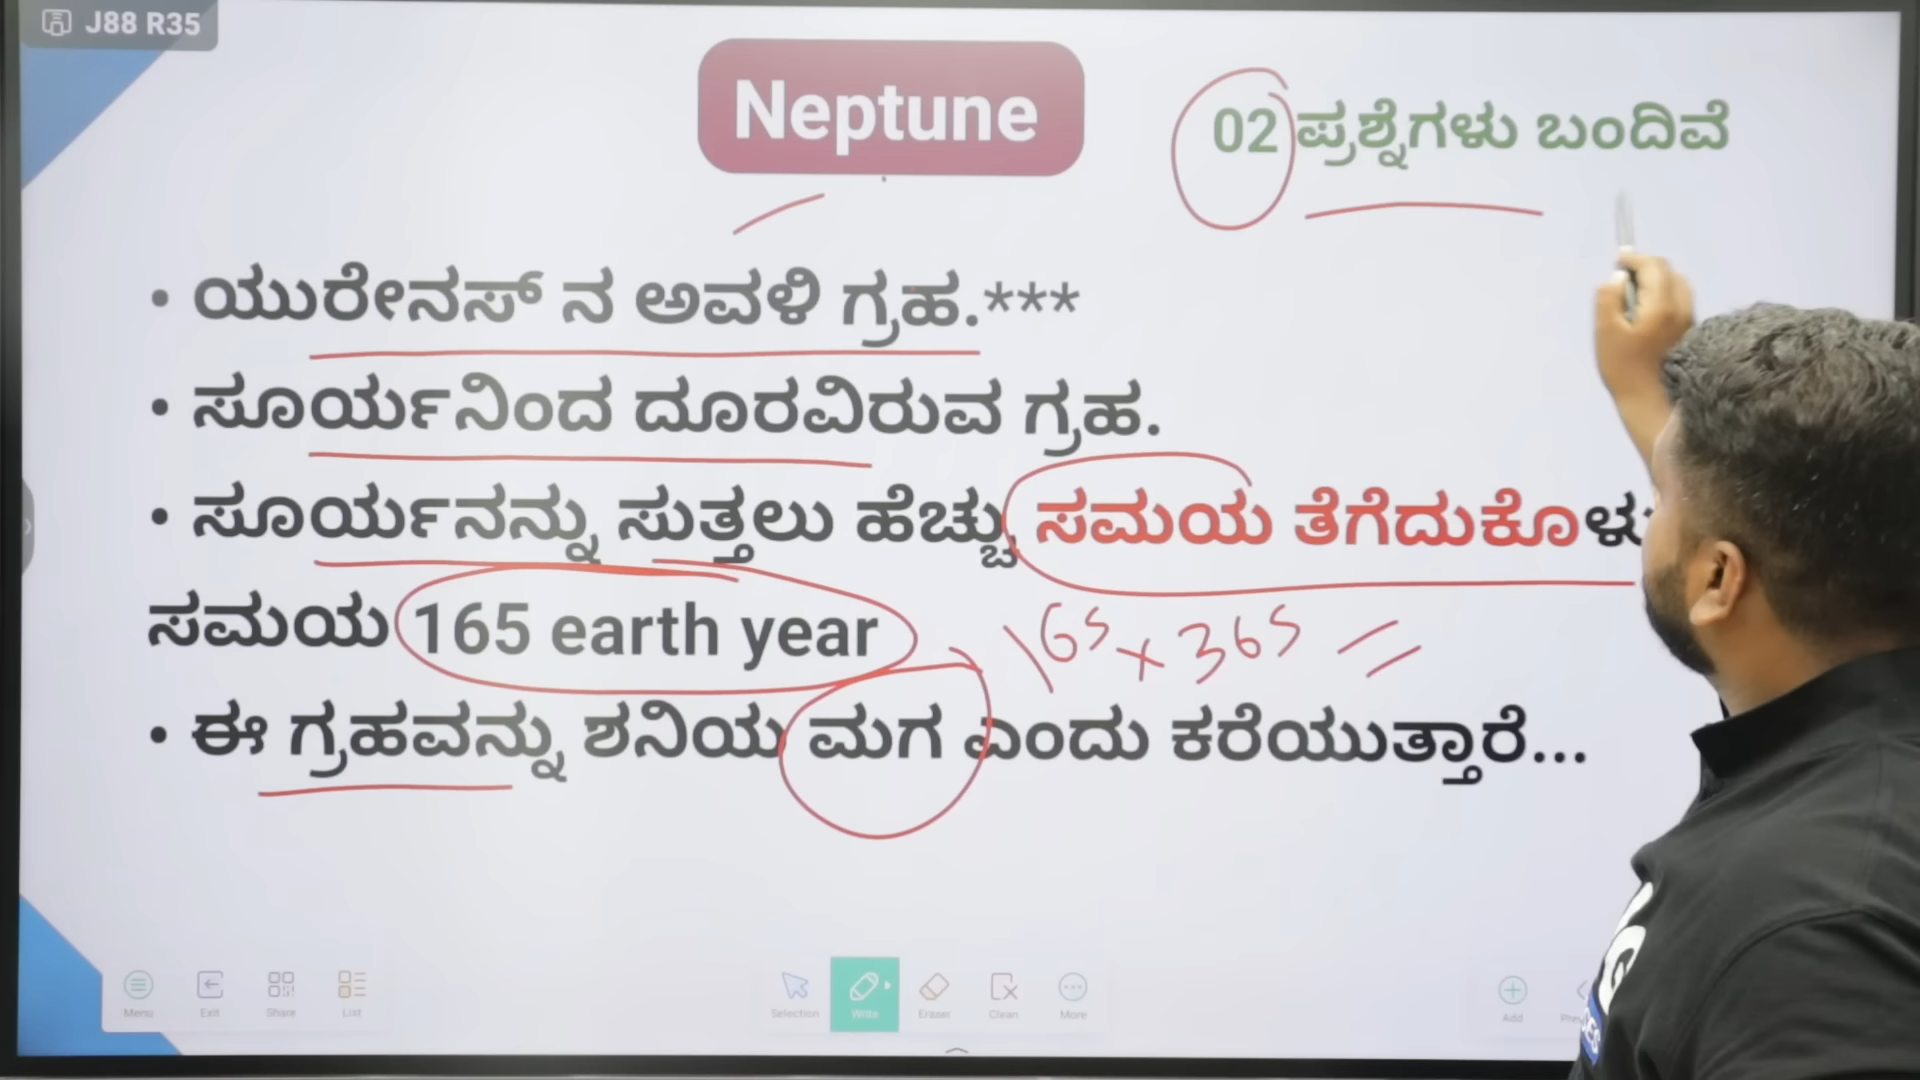 J88 R35
Neptune
02 ಪ್ರಶ್ನೆಗಳು ಬಂದಿವೆ
• ಯುರೇನಸ್ ನ ಅವಳಿ ಗ್ರಹ.***
• ಸೂರ್ಯನಿಂದ ದೂರವಿರುವ ಗ್ರಹ.
• ಸೂರ್ಯನನ್ನು ಸುತ್ತಲು ಹೆಚ್ಚು ಸಮಯ
ಸಮಯ 165 earth year
165 x 365 =
• ಈ ಗ್ರಹವನ್ನು ಶನಿಯ ಮಗ ಎಂದು ಕರೆಯುತ್ತಾರೆ...
Menu Exit Share List Selection Write Eraser Clean More Add